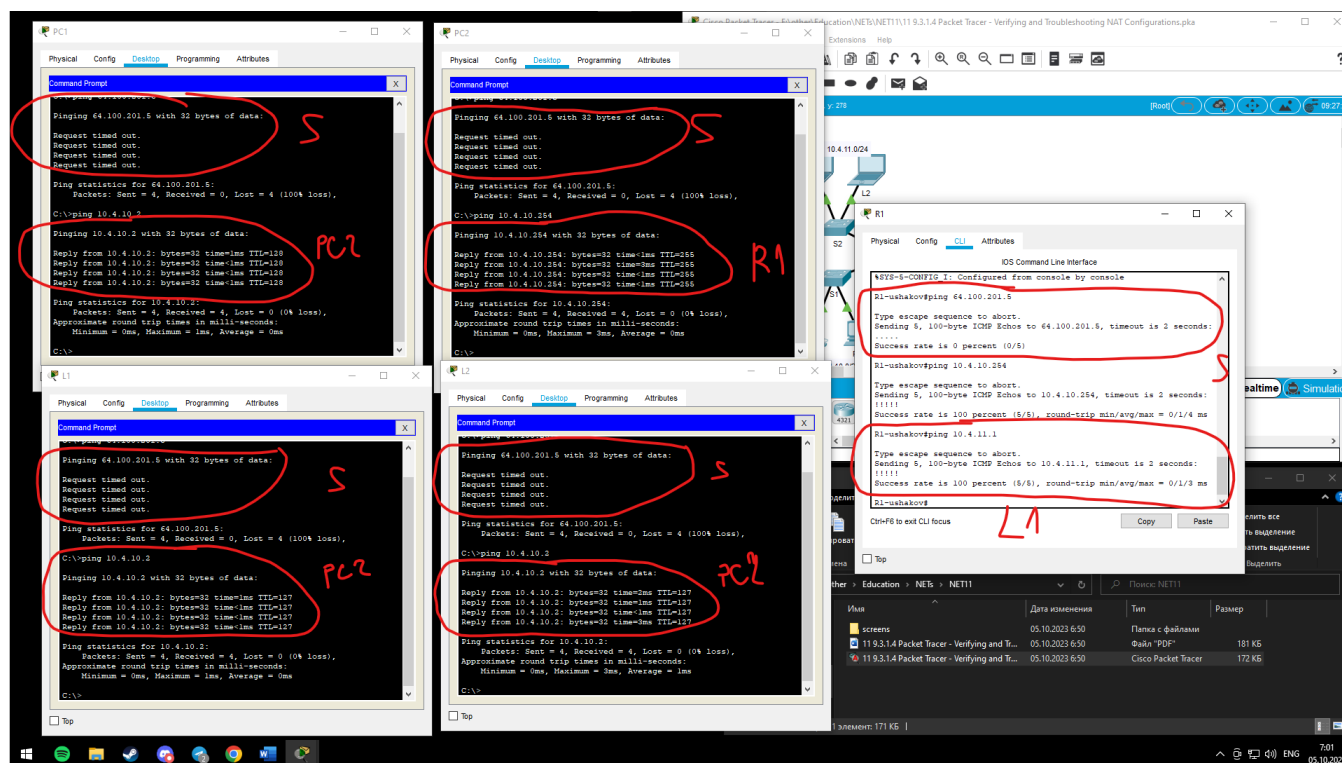 Cisco Packet Tracer - E:\other\Education\NETs\NET11\11 9.3.1.4 Packet Tracer - Verifying and Troubleshooting NAT Configurations.pka
Extensions Help
y: 278
[Root]
09:27:
10.4.11.0/24
L2
S2
S1
4321
Realtime
Simulatio
PC1
Physical Config Desktop Programming Attributes
Command Prompt
X
Pinging 64.100.201.5 with 32 bytes of data:
Request timed out.
Request timed out.
Request timed out.
Request timed out.
Ping statistics for 64.100.201.5:
Packets: Sent = 4, Received = 0, Lost = 4 (100% loss),
C:\>ping 10.4.10.2
Pinging 10.4.10.2 with 32 bytes of data:
Reply from 10.4.10.2: bytes=32 time=1ms TTL=128
Reply from 10.4.10.2: bytes=32 time<1ms TTL=128
Reply from 10.4.10.2: bytes=32 time<1ms TTL=128
Reply from 10.4.10.2: bytes=32 time<1ms TTL=128
Ping statistics for 10.4.10.2:
Packets: Sent = 4, Received = 4, Lost = 0 (0% loss),
Approximate round trip times in milli-seconds:
Minimum = 0ms, Maximum = 1ms, Average = 0ms
C:\>
S
PC2
PC2
Physical Config Desktop Programming Attributes
Command Prompt
X
Pinging 64.100.201.5 with 32 bytes of data:
Request timed out.
Request timed out.
Request timed out.
Request timed out.
Ping statistics for 64.100.201.5:
Packets: Sent = 4, Received = 0, Lost = 4 (100% loss),
C:\>ping 10.4.10.254
Pinging 10.4.10.254 with 32 bytes of data:
Reply from 10.4.10.254: bytes=32 time<1ms TTL=255
Reply from 10.4.10.254: bytes=32 time=3ms TTL=255
Reply from 10.4.10.254: bytes=32 time<1ms TTL=255
Reply from 10.4.10.254: bytes=32 time<1ms TTL=255
Ping statistics for 10.4.10.254:
Packets: Sent = 4, Received = 4, Lost = 0 (0% loss),
Approximate round trip times in milli-seconds:
Minimum = 0ms, Maximum = 3ms, Average = 0ms
C:\>
S
R1
L1
Physical Config Desktop Programming Attributes
Command Prompt
X
Pinging 64.100.201.5 with 32 bytes of data:
Request timed out.
Request timed out.
Request timed out.
Request timed out.
Ping statistics for 64.100.201.5:
Packets: Sent = 4, Received = 0, Lost = 4 (100% loss),
C:\>ping 10.4.10.2
Pinging 10.4.10.2 with 32 bytes of data:
Reply from 10.4.10.2: bytes=32 time=1ms TTL=127
Reply from 10.4.10.2: bytes=32 time<1ms TTL=127
Reply from 10.4.10.2: bytes=32 time<1ms TTL=127
Reply from 10.4.10.2: bytes=32 time<1ms TTL=127
Ping statistics for 10.4.10.2:
Packets: Sent = 4, Received = 4, Lost = 0 (0% loss),
Approximate round trip times in milli-seconds:
Minimum = 0ms, Maximum = 1ms, Average = 0ms
C:\>
Top
S
PC2
L2
Physical Config Desktop Programming Attributes
Command Prompt
X
Pinging 64.100.201.5 with 32 bytes of data:
Request timed out.
Request timed out.
Request timed out.
Request timed out.
Ping statistics for 64.100.201.5:
Packets: Sent = 4, Received = 0, Lost = 4 (100% loss),
C:\>ping 10.4.10.2
Pinging 10.4.10.2 with 32 bytes of data:
Reply from 10.4.10.2: bytes=32 time=2ms TTL=127
Reply from 10.4.10.2: bytes=32 time<1ms TTL=127
Reply from 10.4.10.2: bytes=32 time<1ms TTL=127
Reply from 10.4.10.2: bytes=32 time=3ms TTL=127
Ping statistics for 10.4.10.2:
Packets: Sent = 4, Received = 4, Lost = 0 (0% loss),
Approximate round trip times in milli-seconds:
Minimum = 0ms, Maximum = 3ms, Average = 1ms
C:\>
Top
S
PC2
R1
Physical Config CLI Attributes
IOS Command Line Interface
%SYS-5-CONFIG_I: Configured from console by console
R1-ushakov#ping 64.100.201.5
Type escape sequence to abort.
Sending 5, 100-byte ICMP Echos to 64.100.201.5, timeout is 2 seconds:
.....
Success rate is 0 percent (0/5)
R1-ushakov#ping 10.4.10.254
Type escape sequence to abort.
Sending 5, 100-byte ICMP Echos to 10.4.10.254, timeout is 2 seconds:
!!!!!
Success rate is 100 percent (5/5), round-trip min/avg/max = 0/1/4 ms
R1-ushakov#ping 10.4.11.1
Type escape sequence to abort.
Sending 5, 100-byte ICMP Echos to 10.4.11.1, timeout is 2 seconds:
!!!!!
Success rate is 100 percent (5/5), round-trip min/avg/max = 0/1/3 ms
R1-ushakov#
Ctrl+F6 to exit CLI focus
Copy Paste
Top
S
L1
елить все
ть выделение
атить выделение
Выделить
ther > Education > NETs > NET11
Поиск: NET11
Имя Дата изменения Тип Размер
screens 05.10.2023 6:50 Папка с файлами
11 9.3.1.4 Packet Tracer - Verifying and Tr... 05.10.2023 6:50 Файл "PDF" 181 КБ
11 9.3.1.4 Packet Tracer - Verifying and Tr... 05.10.2023 6:50 Cisco Packet Tracer 172 КБ
1 элемент: 171 КБ
ENG
7:01
05.10.202